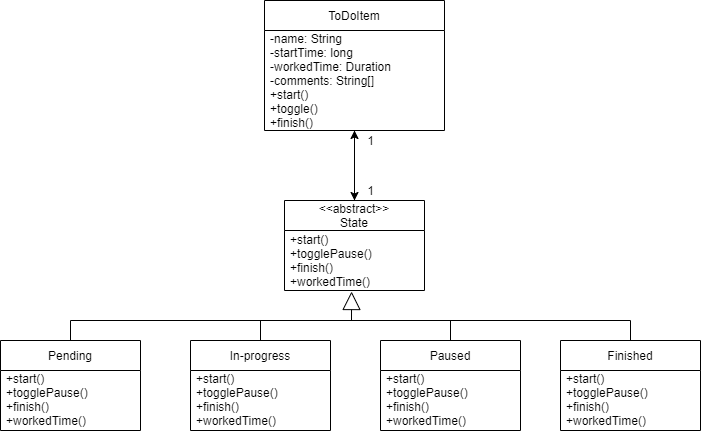 ToDoItem
-name: String
-startTime: long
-workedTime: Duration
-comments: String[]
+start()
+toggle()
+finish()
1
1
<<abstract>>
State
+start()
+togglePause()
+finish()
+workedTime()
Pending
+start()
+togglePause()
+finish()
+workedTime()
In-progress
+start()
+togglePause()
+finish()
+workedTime()
Paused
+start()
+togglePause()
+finish()
+workedTime()
Finished
+start()
+togglePause()
+finish()
+workedTime()